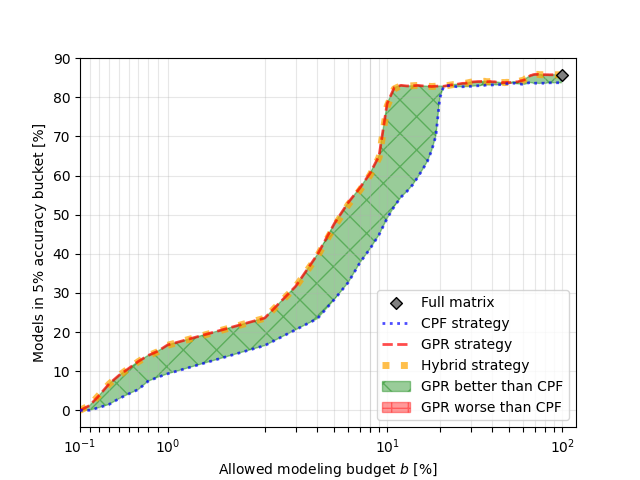 90
80
70
60
50
40
30
20
10
0
Models in 5% accuracy bucket [%]
Full matrix
CPF strategy
GPR strategy
Hybrid strategy
GPR better than CPF
GPR worse than CPF
10⁻¹ 10⁰ 10¹ 10²
Allowed modeling budget b [%]